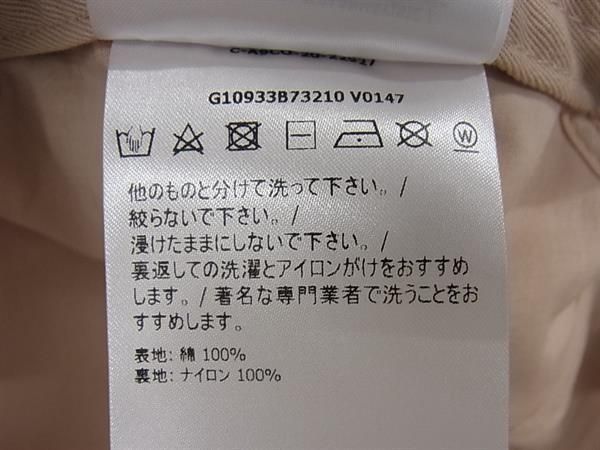 G10933B73210 V0147
W
他のものと分けて洗って下さい。/
絞らないで下さい。/
浸けたままにしないで下さい。/
裏返しての洗濯とアイロンがけをおすすめ
します。/ 著名な専門業者で洗うことをお
すすめします。
表地: 綿 100%
裏地: ナイロン 100%